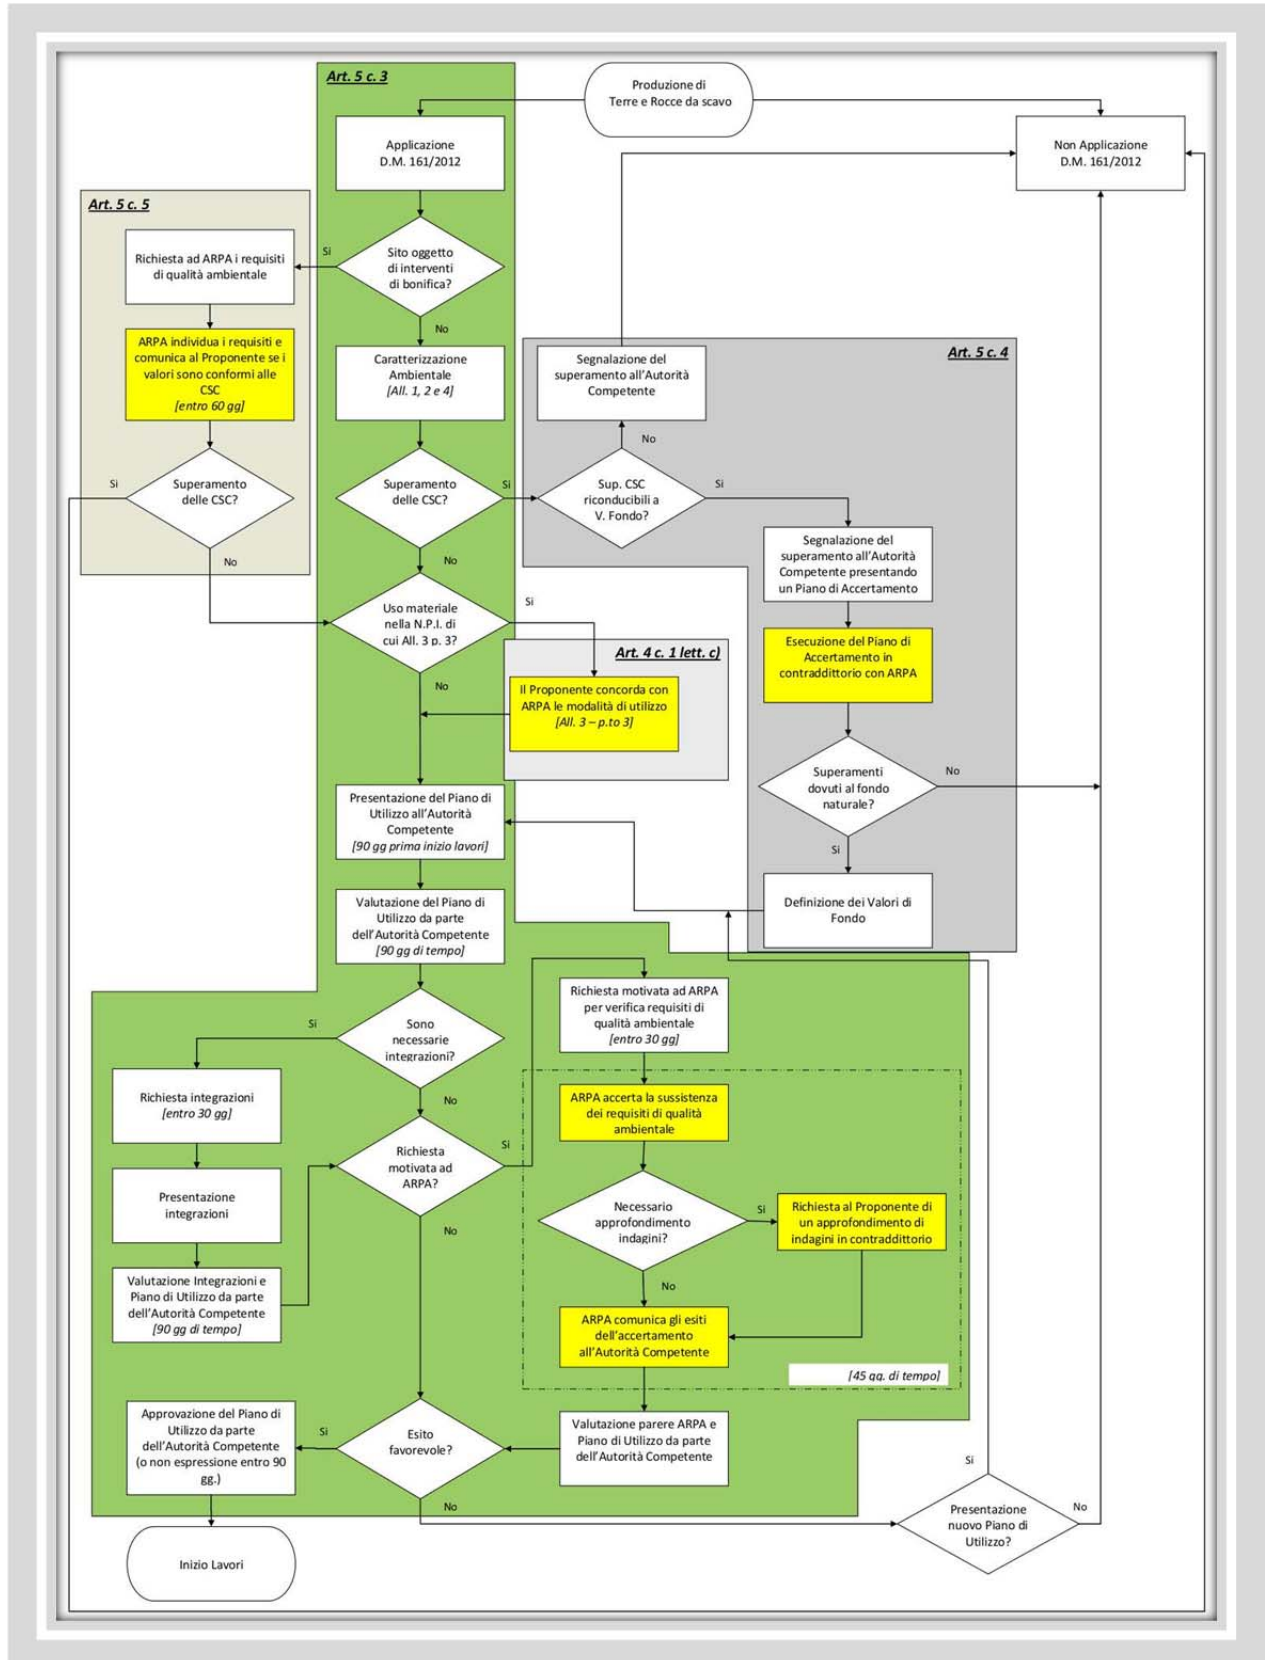 Art. 5 c. 3
Produzione di
Terre e Rocce da scavo
Applicazione
D.M. 161/2012
Non Applicazione
D.M. 161/2012
Art. 5 c. 5
Richiesta ad ARPA i requisiti
di qualità ambientale
Si
Sito oggetto
di interventi
di bonifica?
No
ARPA individua i requisiti e
comunica al Proponente se i
valori sono conformi alle
CSC
[entro 60 gg]
Caratterizzazione
Ambientale
[All. 1, 2 e 4]
Segnalazione del
superamento all'Autorità
Competente
Art. 5 c. 4
No
Si
Superamento
delle CSC?
No
Superamento
delle CSC?
Si
No
Sup. CSC
riconducibili a
V. Fondo?
Si
Segnalazione del
superamento all'Autorità
Competente presentando
un Piano di Accertamento
Uso materiale
nella N.P.I. di
cui All. 3 p. 3?
Si
No
Art. 4 c. 1 lett. c)
Il Proponente concorda con
ARPA le modalità di utilizzo
[All. 3 – p.to 3]
Esecuzione del Piano di
Accertamento in
contraddittorio con ARPA
Superamenti
dovuti al fondo
naturale?
No
Si
Presentazione del Piano di
Utilizzo all'Autorità
Competente
[90 gg prima inizio lavori]
Definizione dei Valori di
Fondo
Valutazione del Piano di
Utilizzo da parte
dell'Autorità Competente
[90 gg di tempo]
Si
Sono
necessarie
integrazioni?
No
Richiesta motivata ad ARPA
per verifica requisiti di
qualità ambientale
[entro 30 gg]
Richiesta integrazioni
[entro 30 gg]
ARPA accerta la sussistenza
dei requisiti di qualità
ambientale
Richiesta
motivata ad
ARPA?
Si
No
Presentazione
integrazioni
Necessario
approfondimento
indagini?
Si
No
Richiesta al Proponente di
un approfondimento di
indagini in contraddittorio
Valutazione Integrazioni e
Piano di Utilizzo da parte
dell'Autorità Competente
[90 gg di tempo]
ARPA comunica gli esiti
dell'accertamento
all'Autorità Competente
[45 gg. di tempo]
Approvazione del Piano di
Utilizzo da parte
dell'Autorità Competente
(o non espressione entro 90
gg.)
Si
Esito
favorevole?
No
Valutazione parere ARPA e
Piano di Utilizzo da parte
dell'Autorità Competente
Si
Presentazione
nuovo Piano di
Utilizzo?
No
Inizio Lavori